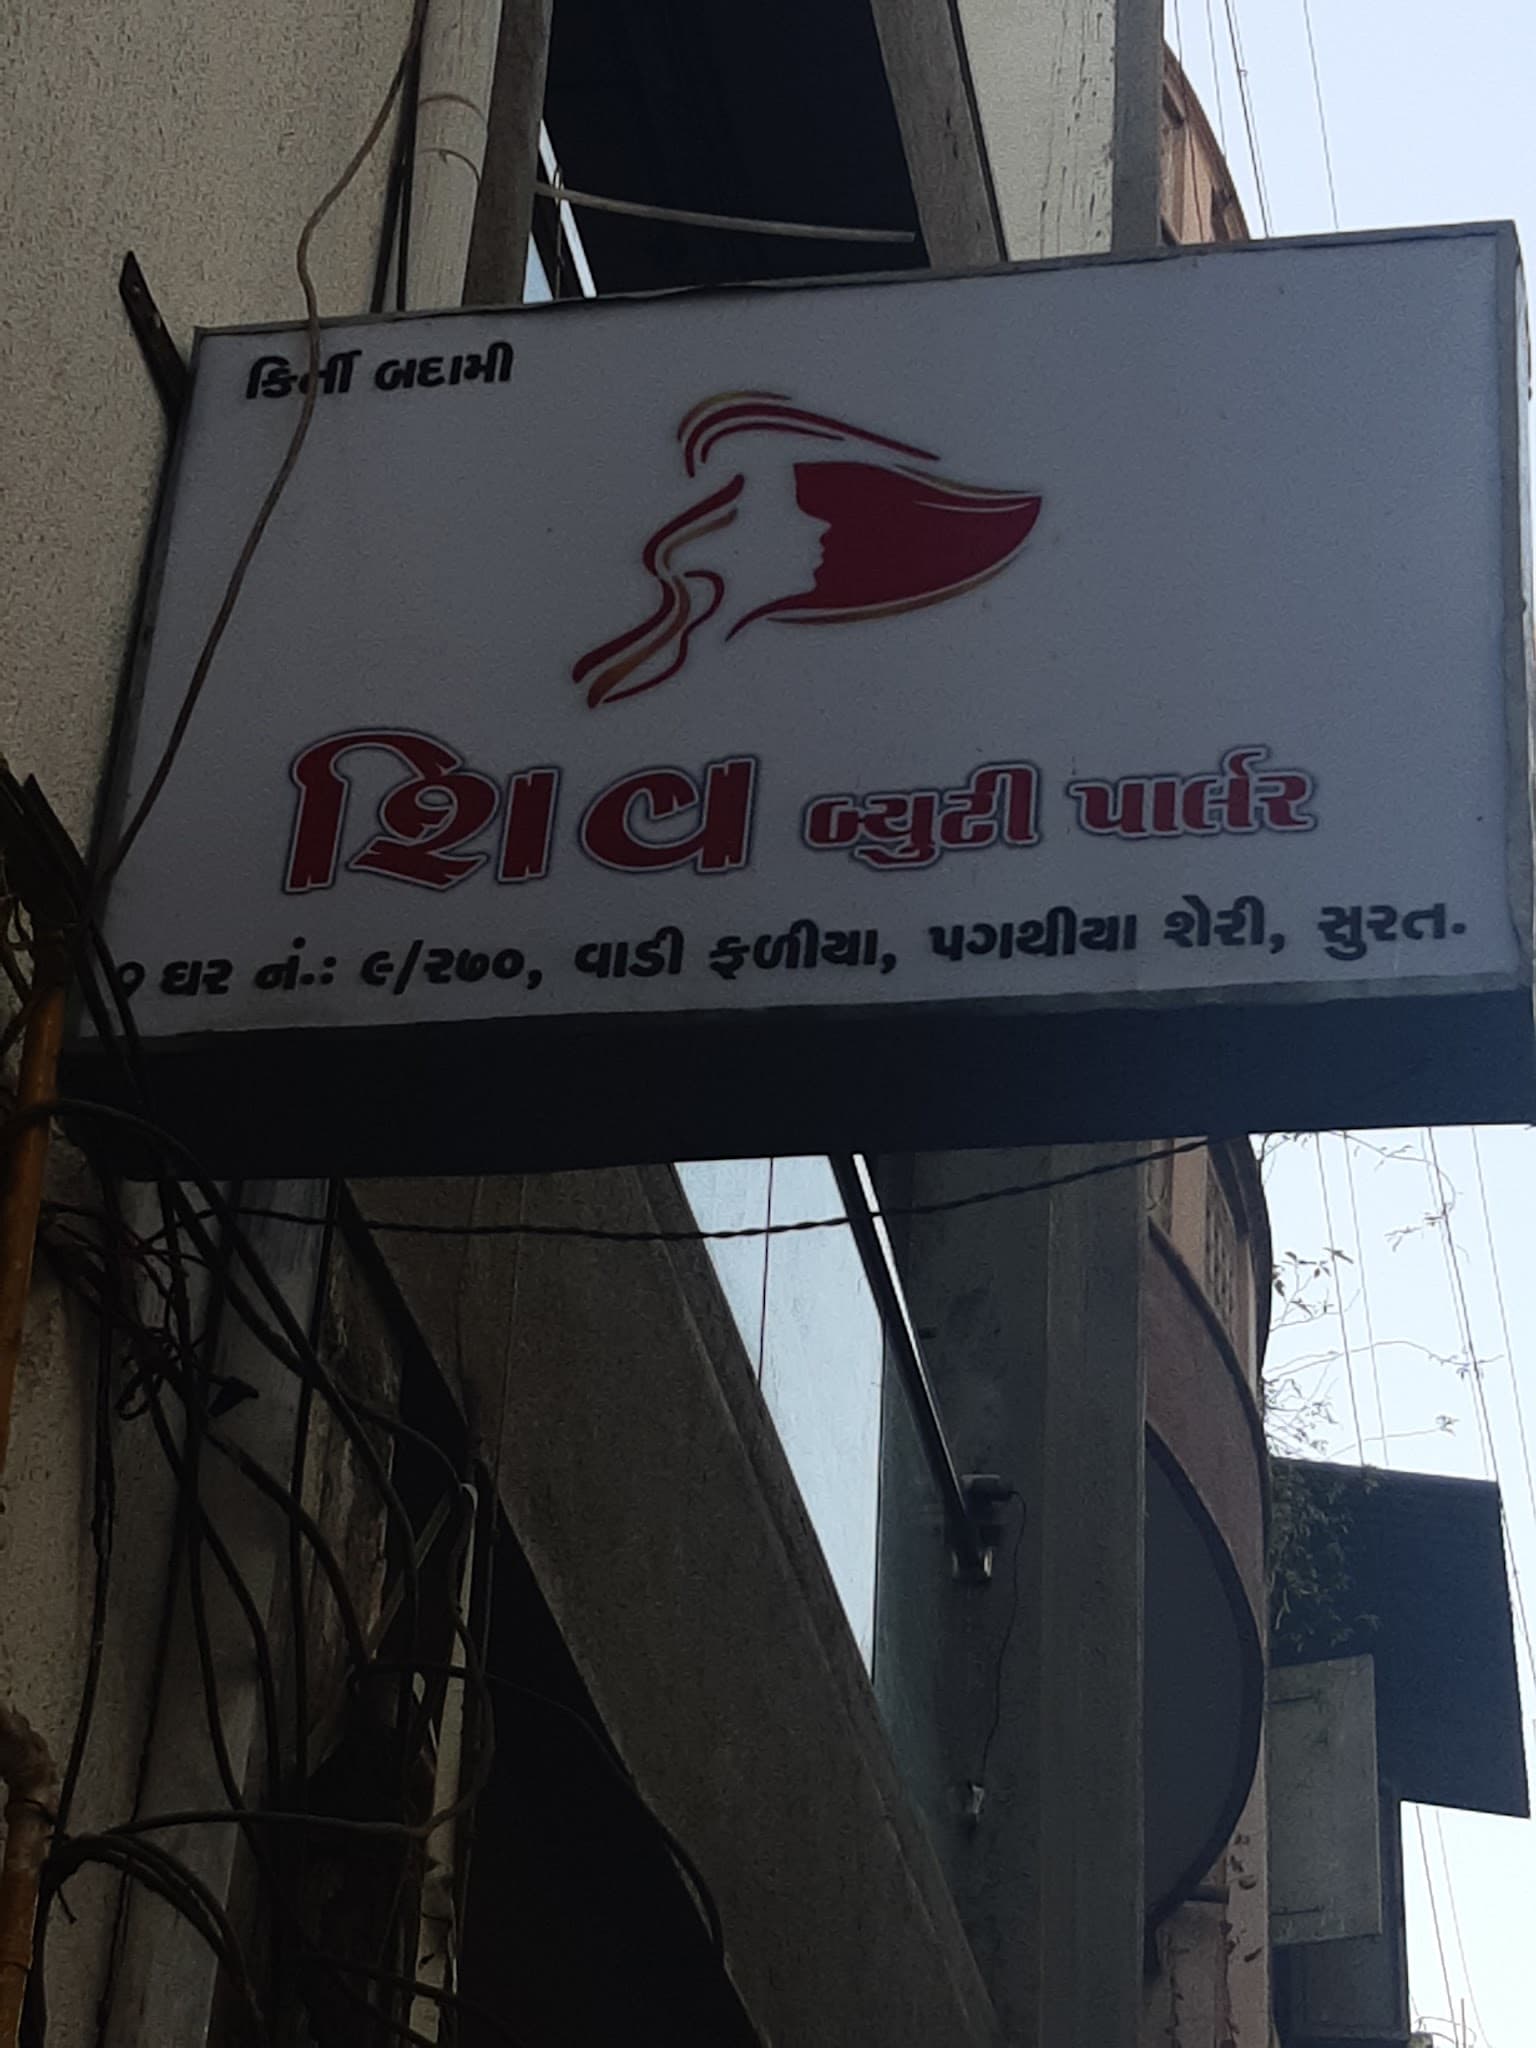 કિર્તી બદામી
શિવ બ્યુટી પાર્લર
ઘર નં.: ૯/૨૭૦, વાડી ફળીયા, પગથીયા શેરી, સુરત.